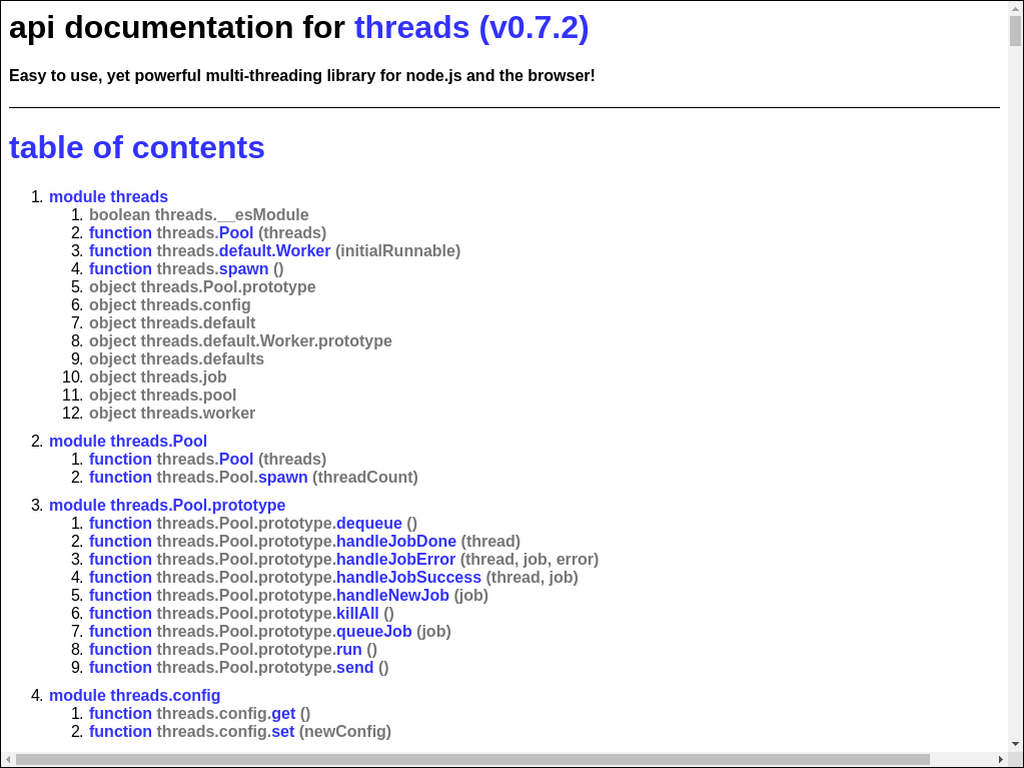 api documentation for threads (v0.7.2)
Easy to use, yet powerful multi-threading library for node.js and the browser!
table of contents
1. module threads
1. boolean threads.__esModule
2. function threads.Pool (threads)
3. function threads.default.Worker (initialRunnable)
4. function threads.spawn ()
5. object threads.Pool.prototype
6. object threads.config
7. object threads.default
8. object threads.default.Worker.prototype
9. object threads.defaults
10. object threads.job
11. object threads.pool
12. object threads.worker
2. module threads.Pool
1. function threads.Pool (threads)
2. function threads.Pool.spawn (threadCount)
3. module threads.Pool.prototype
1. function threads.Pool.prototype.dequeue ()
2. function threads.Pool.prototype.handleJobDone (thread)
3. function threads.Pool.prototype.handleJobError (thread, job, error)
4. function threads.Pool.prototype.handleJobSuccess (thread, job)
5. function threads.Pool.prototype.handleNewJob (job)
6. function threads.Pool.prototype.killAll ()
7. function threads.Pool.prototype.queueJob (job)
8. function threads.Pool.prototype.run ()
9. function threads.Pool.prototype.send ()
4. module threads.config
1. function threads.config.get ()
2. function threads.config.set (newConfig)